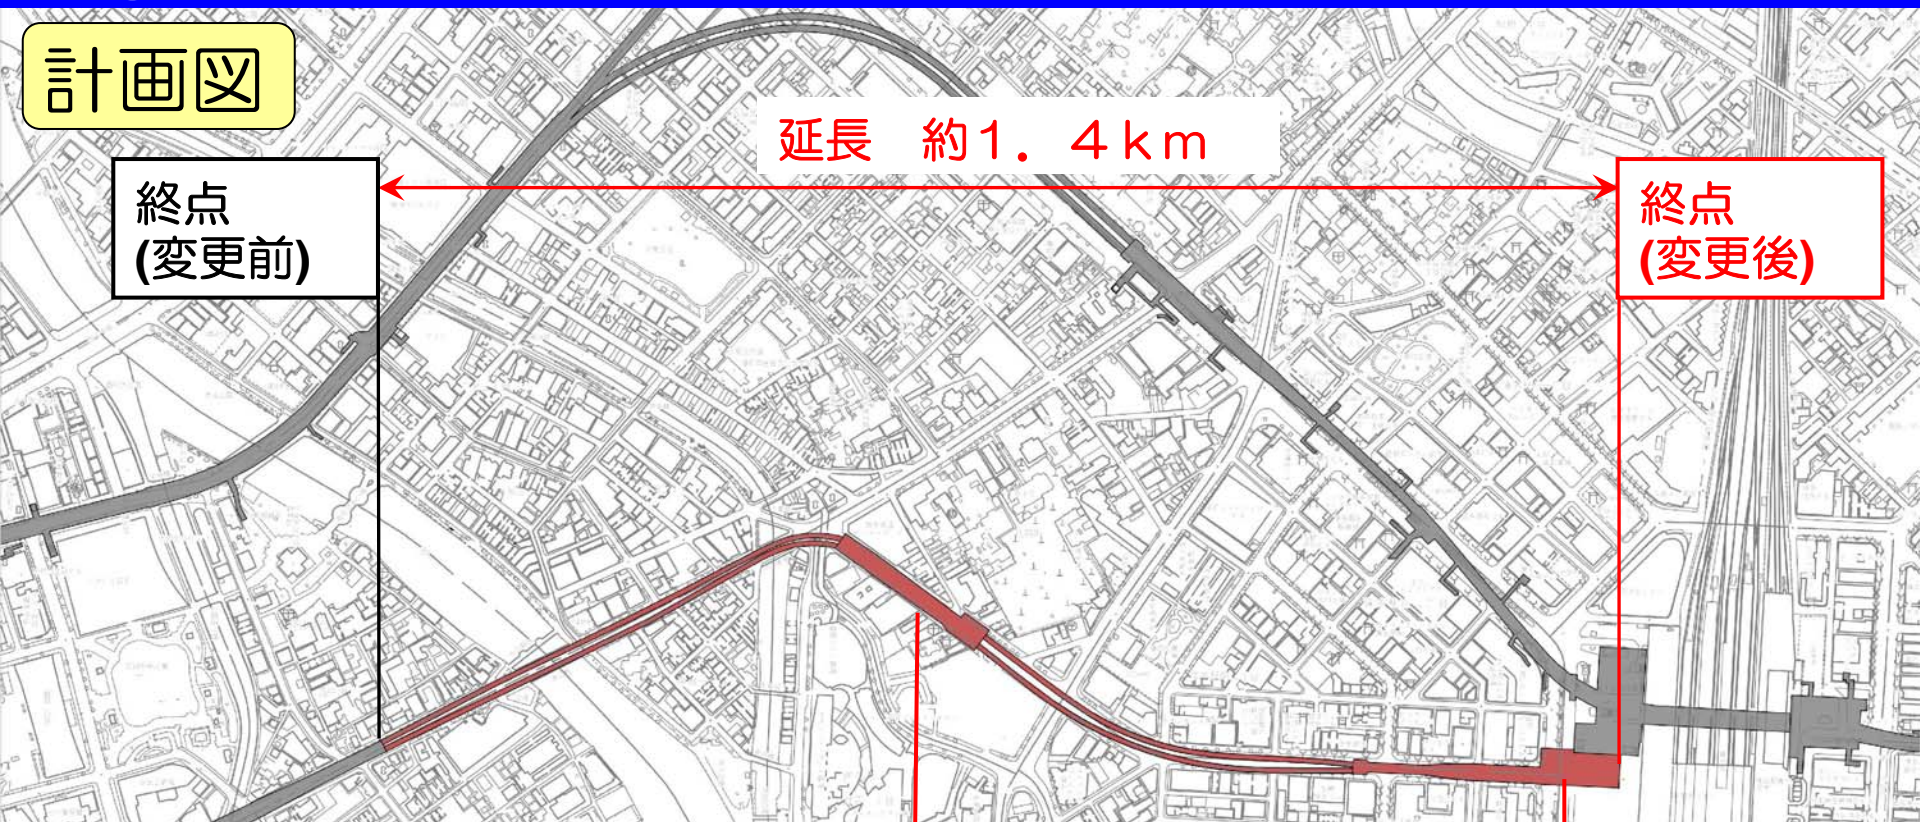 計画図
延長　約1．4km
終点
(変更前)
終点
(変更後)